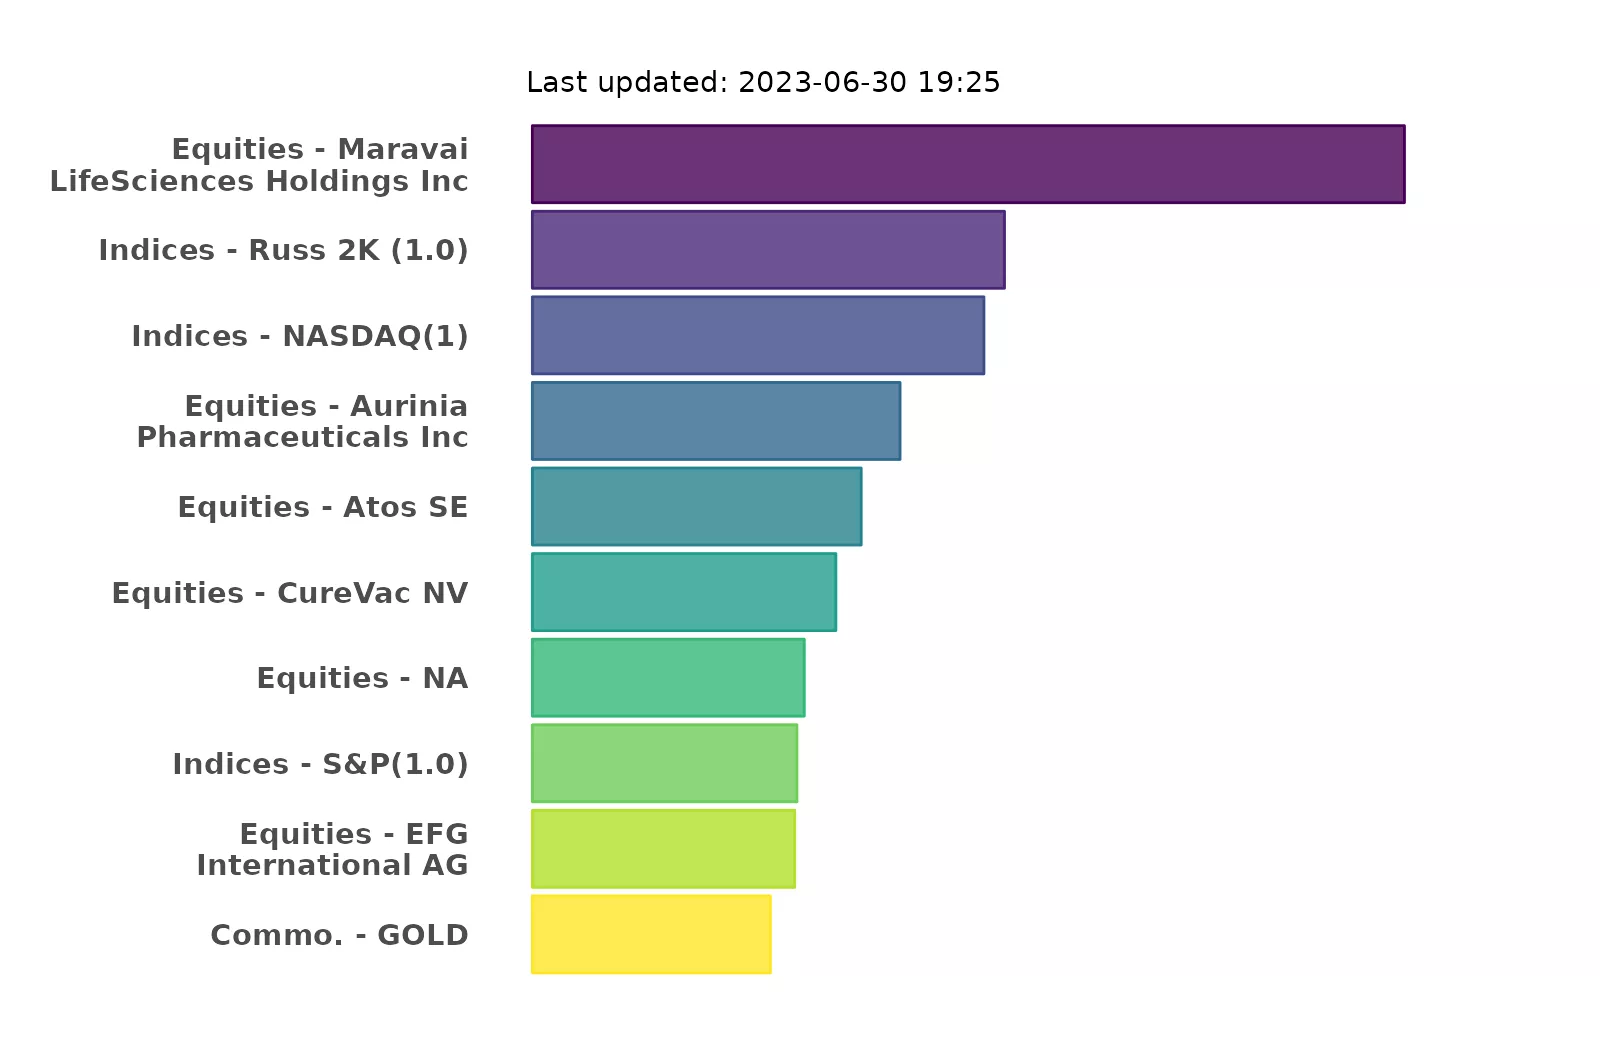 Last updated: 2023-06-30 19:25
Equities - Maravai
LifeSciences Holdings Inc
Indices - Russ 2K (1.0)
Indices - NASDAQ(1)
Equities - Aurinia
Pharmaceuticals Inc
Equities - Atos SE
Equities - CureVac NV
Equities - NA
Indices - S&P(1.0)
Equities - EFG
International AG
Commo. - GOLD